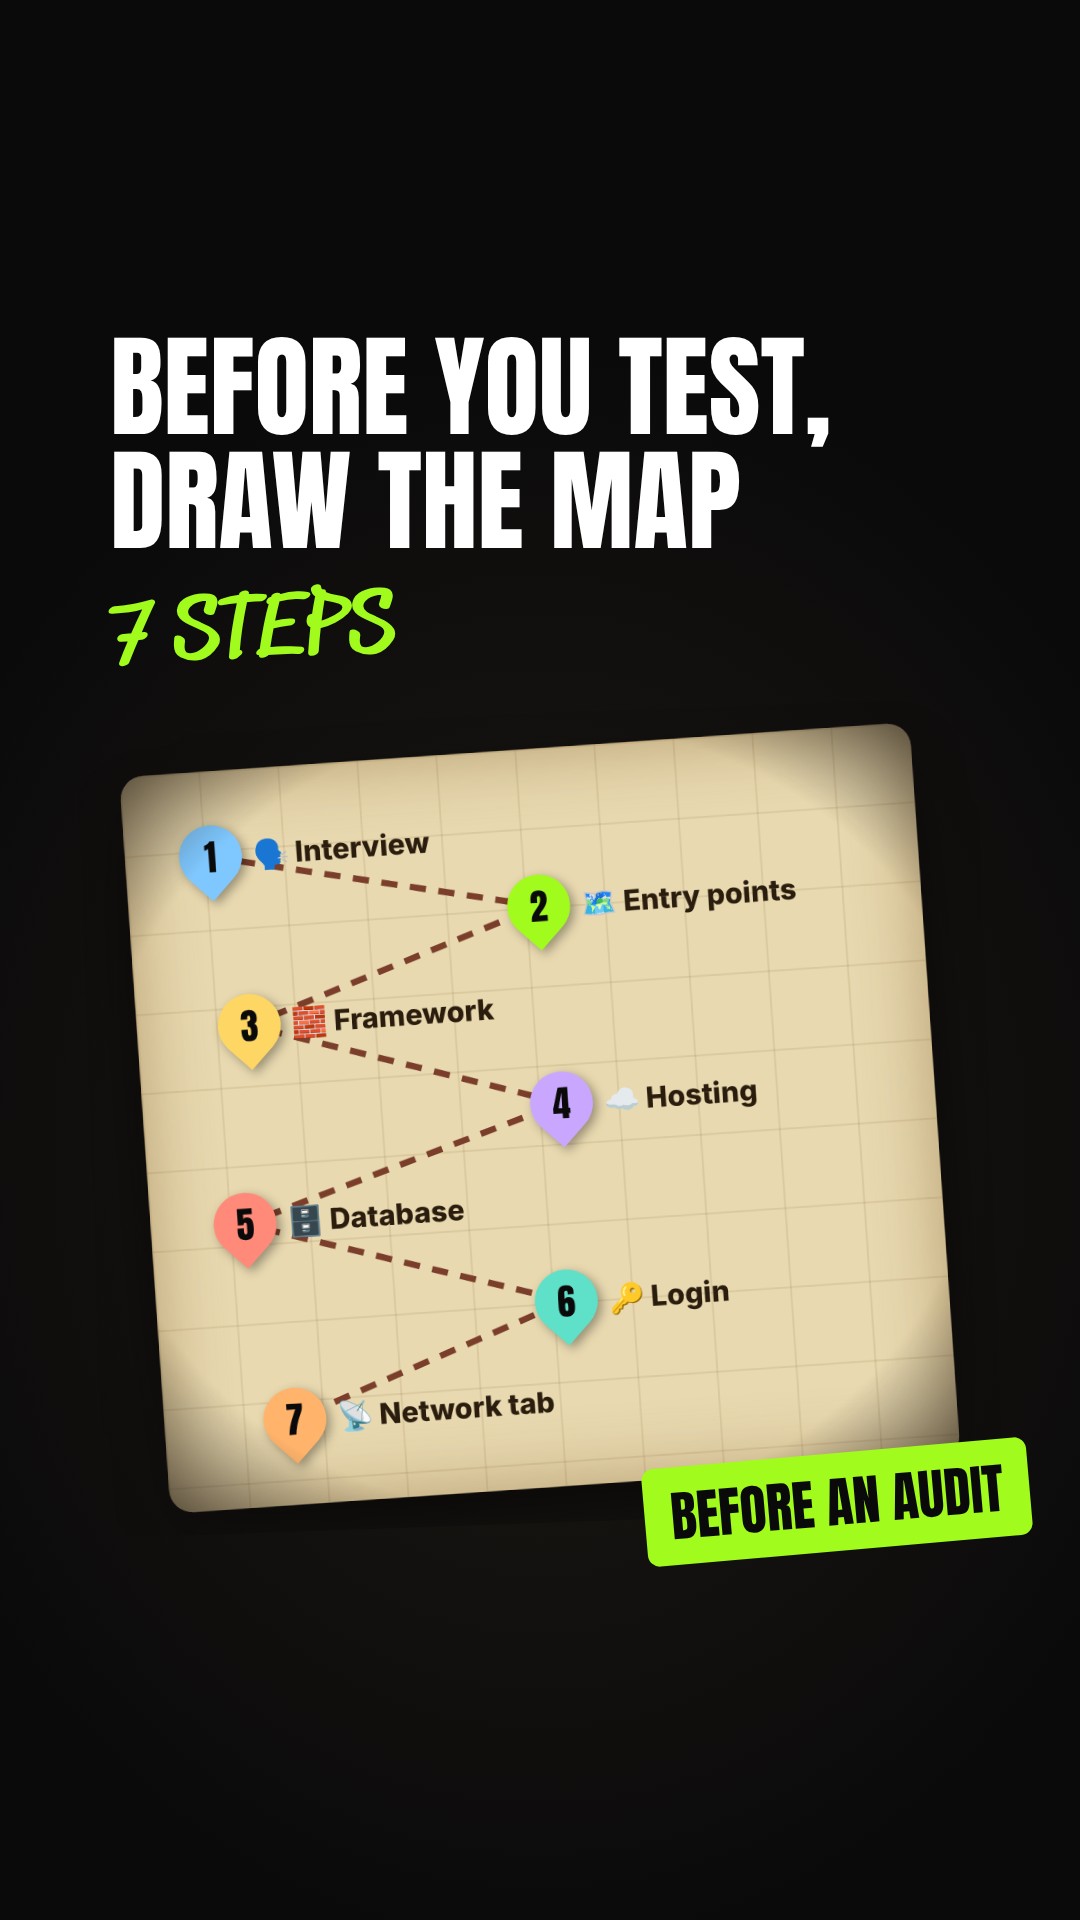 BEFORE YOU TEST,
DRAW THE MAP
7 STEPS
1 Interview
2 Entry points
3 Framework
4 Hosting
5 Database
6 Login
7 Network tab
BEFORE AN AUDIT